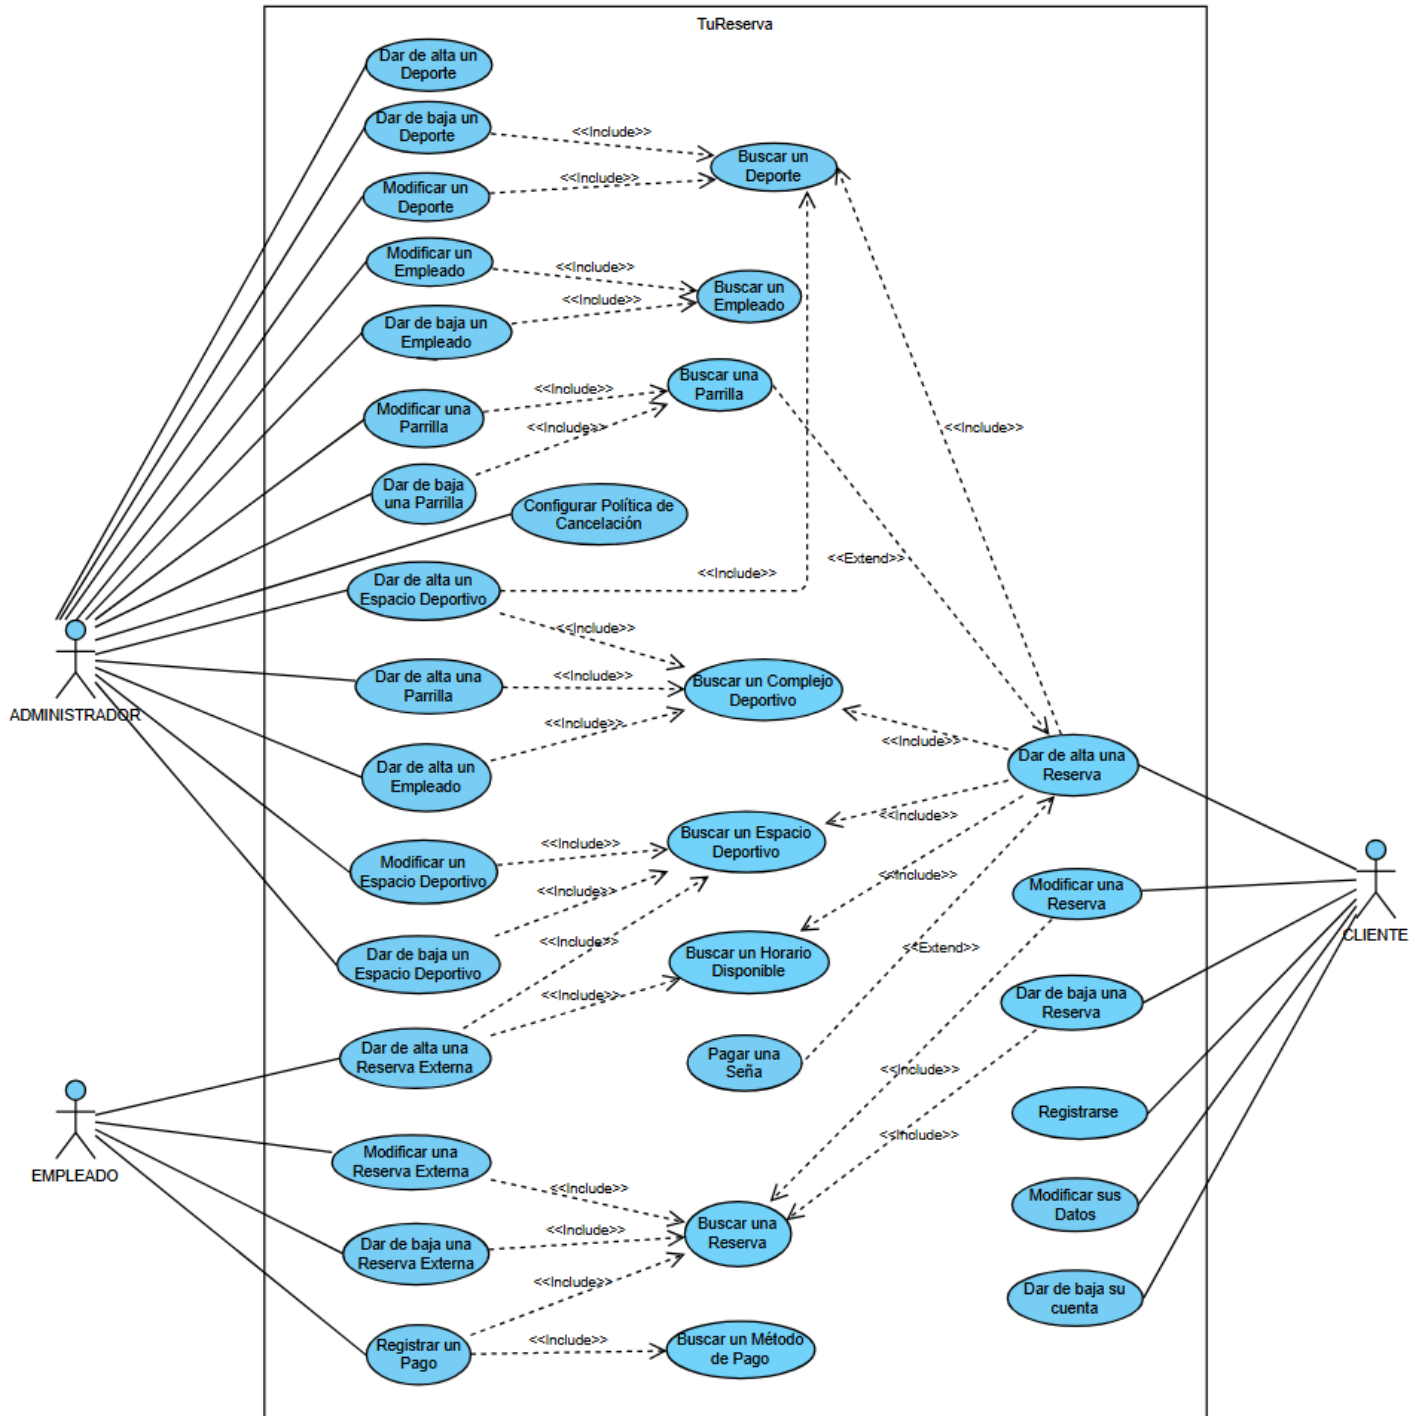 TuReserva
Dar de alta un
Deporte
Dar de baja un
Deporte
<<Include>>
Buscar un
Deporte
Modificar un
Deporte
<<Include>>
Modificar un
Empleado
<<Include>>
Buscar un
Empleado
<<Include>>
Dar de baja un
Empleado
Buscar una
Parrilla
<<Include>>
Modificar una
Parrilla
<<Include>>
<<Include>>
Dar de baja
una Parrilla
Configurar Política de
Cancelación
<<Extend>>
Dar de alta un
Espacio Deportivo
<<Include>>
<<Include>>
ADMINISTRADOR
Dar de alta una
Parrilla
<<Include>>
Buscar un Complejo
Deportivo
<<Include>>
<<Include>>
Dar de alta una
Reserva
Dar de alta un
Empleado
<<Include>>
Buscar un Espacio
Deportivo
<<Include>>
Modificar un
Espacio Deportivo
<<Include>>
<<Include>>
Modificar una
Reserva
CLIENTE
<<Include>>
Dar de baja un
Espacio Deportivo
Buscar un Horario
Disponible
<<Extend>>
<<Include>>
Dar de baja una
Reserva
Dar de alta una
Reserva Externa
Pagar una
Seña
<<Include>>
Registrarse
EMPLEADO
<<Include>>
Modificar una
Reserva Externa
<<Include>>
Modificar sus
Datos
Buscar una
Reserva
<<Include>>
Dar de baja una
Reserva Externa
<<Include>>
Dar de baja su
cuenta
Registrar un
Pago
<<Include>>
Buscar un Método
de Pago